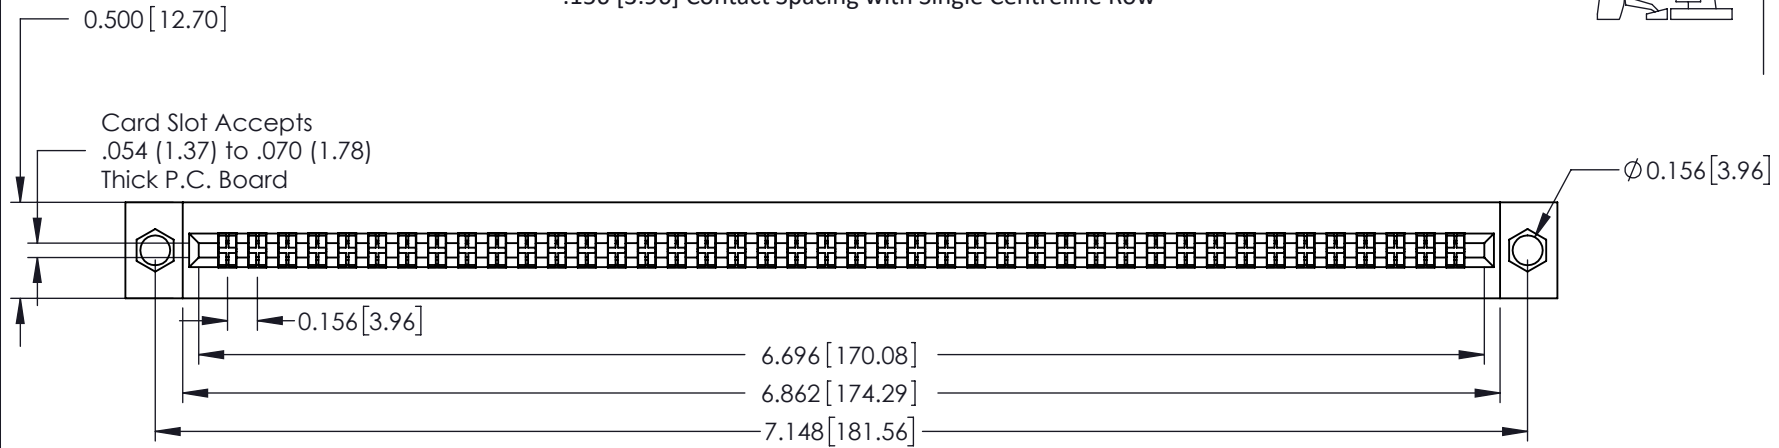 .156 [3.96] Contact Spacing with Single Centreline Row
0.500 [12.70]
Card Slot Accepts
.054 (1.37) to .070 (1.78)
Thick P.C. Board
Ø0.156 [3.96]
0.156 [3.96]
6.696 [170.08]
6.862 [174.29]
7.148 [181.56]